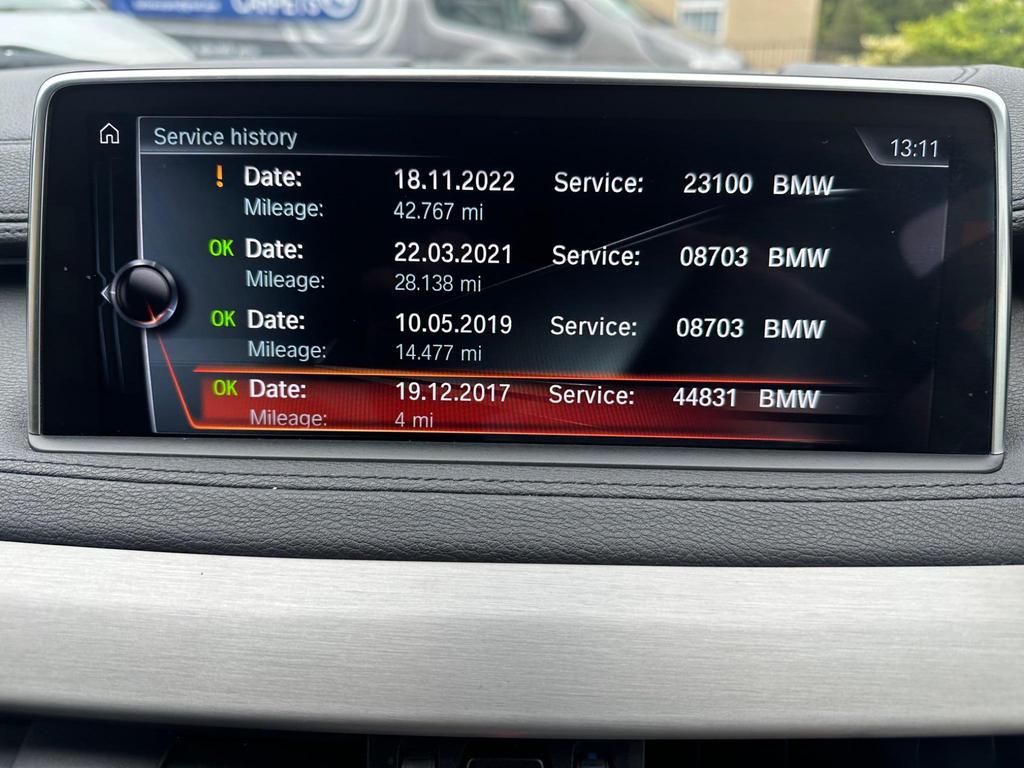 Service history 13:11
! Date: 18.11.2022 Service: 23100 BMW
Mileage: 42.767 mi
OK Date: 22.03.2021 Service: 08703 BMW
Mileage: 28.138 mi
OK Date: 10.05.2019 Service: 08703 BMW
Mileage: 14.477 mi
OK Date: 19.12.2017 Service: 44831 BMW
Mileage: 4 mi